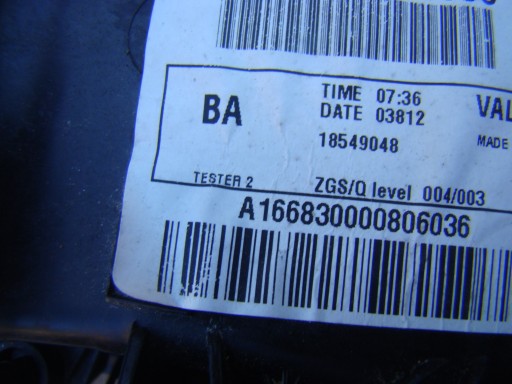 TIME 07:36
BA DATE 03812 VAL
18549048 MADE
TESTER 2 ZGS/Q level 004/003
A166830000806036